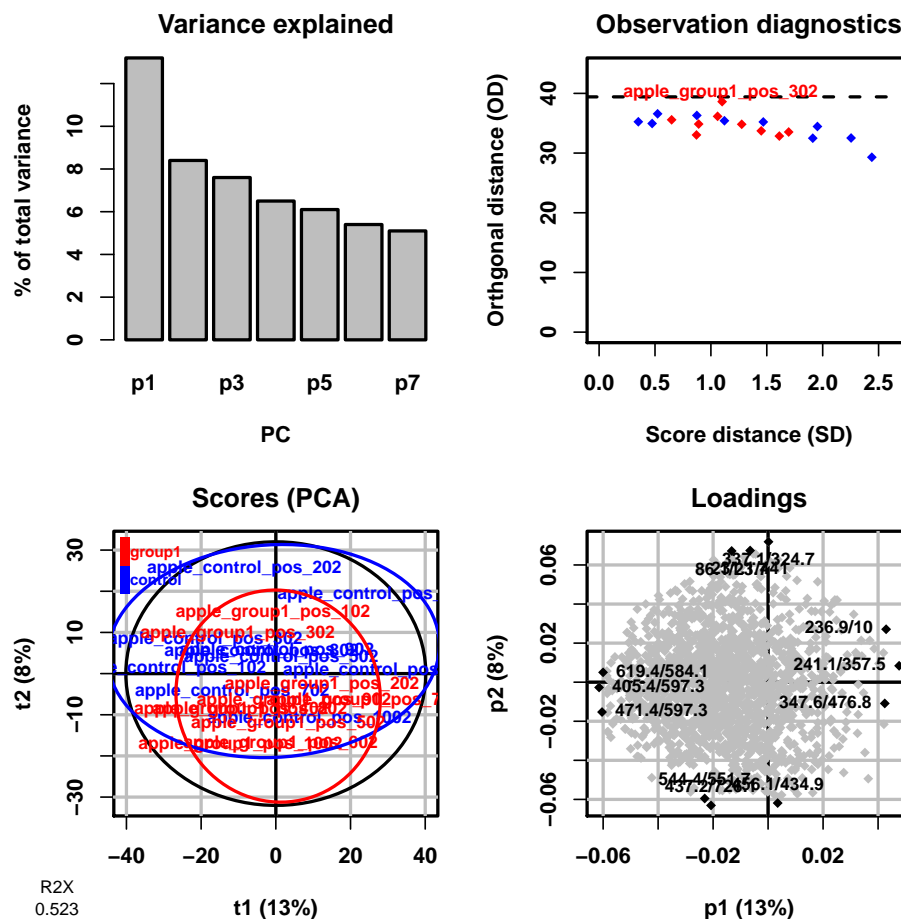 Variance explained
% of total variance
0 2 4 6 8 10
p1 p3 p5 p7
PC
Observation diagnostics
Orthgonal distance (OD)
0 10 20 30 40
apple_group1_pos_302
0.0 0.5 1.0 1.5 2.0 2.5
Score distance (SD)
Scores (PCA)
t2 (8%)
−30 −10 10 30
group1
control
apple_control_pos_202
apple_control_pos_
apple_group1_pos_102
apple_group1_pos_302
apple_control_pos_702
apple_group1_pos_202
−40 −20 0 20 40
t1 (13%)
R2X
0.523
Loadings
p2 (8%)
−0.06 −0.02 0.02 0.06
337.1/324.7
236.9/10
241.1/357.5
347.6/476.8
619.4/584.1
405.4/597.3
471.4/597.3
544.4/551.7
−0.06 −0.02 0.02
p1 (13%)